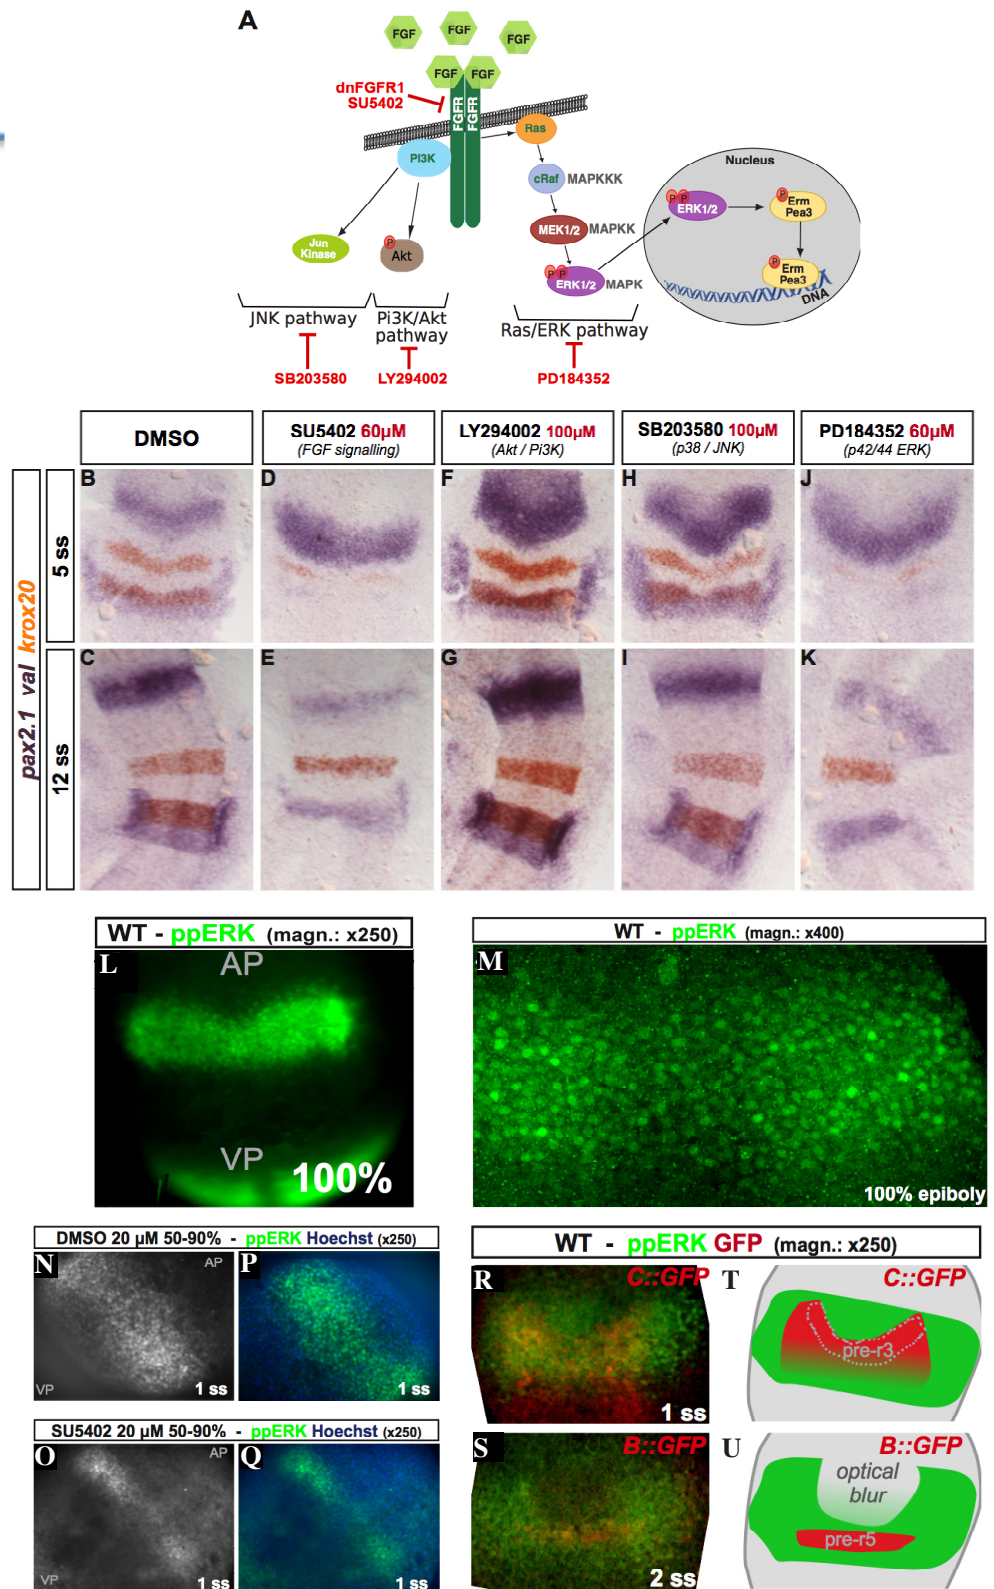 A
FGF
FGF
FGF
FGF
FGF
dnFGFR1
SU5402
FGFR
FGFR
Ras
PI3K
cRaf MAPKKK
Nucleus
P P
ERK1/2
P
Erm
Pea3
MEK1/2 MAPKK
Jun
Kinase
P
Akt
P P
ERK1/2 MAPK
P
Erm
Pea3
DNA
JNK pathway
Pi3K/Akt
pathway
Ras/ERK pathway
SB203580
LY294002
PD184352
DMSO
SU5402 60µM
(FGF signalling)
LY294002 100µM
(Akt / Pi3K)
SB203580 100µM
(p38 / JNK)
PD184352 60µM
(p42/44 ERK)
pax2.1 val krox20
5 ss
B
D
F
H
J
12 ss
C
E
G
I
K
WT - ppERK (magn.: x250)
L
AP
VP
100%
WT - ppERK (magn.: x400)
M
100% epiboly
DMSO 20 µM 50-90% - ppERK Hoechst (x250)
N
AP
VP
1 ss
P
1 ss
SU5402 20 µM 50-90% - ppERK Hoechst (x250)
O
AP
VP
1 ss
Q
1 ss
WT - ppERK GFP (magn.: x250)
R
C::GFP
1 ss
T
C::GFP
pre-r3
S
B::GFP
2 ss
U
B::GFP
optical
blur
pre-r5